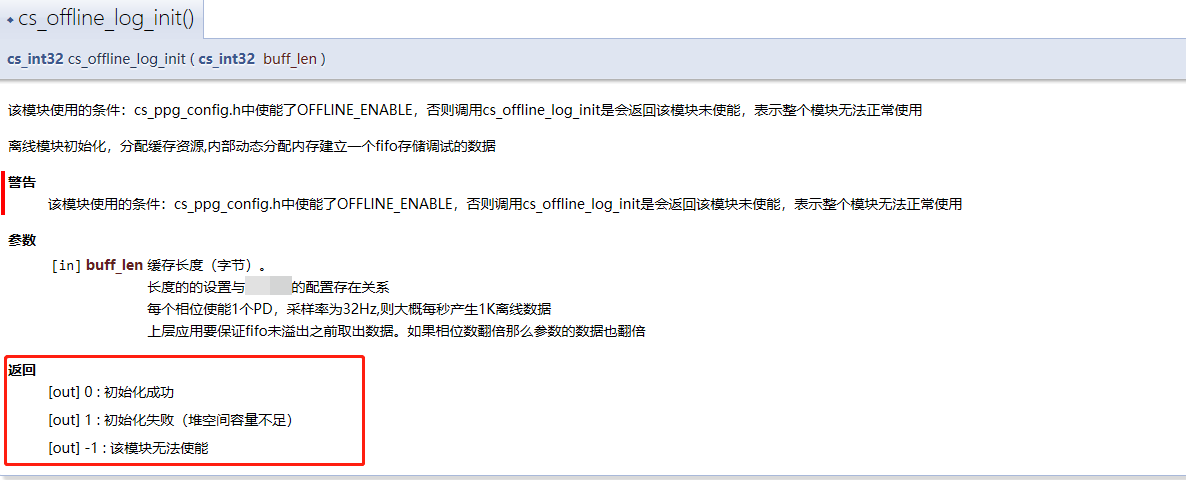 cs_offline_log_init()
cs_int32 cs_offline_log_init ( cs_int32 buff_len )
该模块使用的条件：cs_ppg_config.h中使能了OFFLINE_ENABLE，否则调用cs_offline_log_init是会返回该模块未使能，表示整个模块无法正常使用
离线模块初始化，分配缓存资源,内部动态分配内存建立一个fifo存储调试的数据
警告
该模块使用的条件：cs_ppg_config.h中使能了OFFLINE_ENABLE，否则调用cs_offline_log_init是会返回该模块未使能，表示整个模块无法正常使用
参数
[in] buff_len 缓存长度（字节）。
长度的的设置与 的配置存在关系
每个相位使能1个PD，采样率为32Hz,则大概每秒产生1K离线数据
上层应用要保证fifo未溢出之前取出数据。如果相位数翻倍那么参数的数据也翻倍
返回
[out] 0 : 初始化成功
[out] 1 : 初始化失败（堆空间容量不足）
[out] -1 : 该模块无法使能